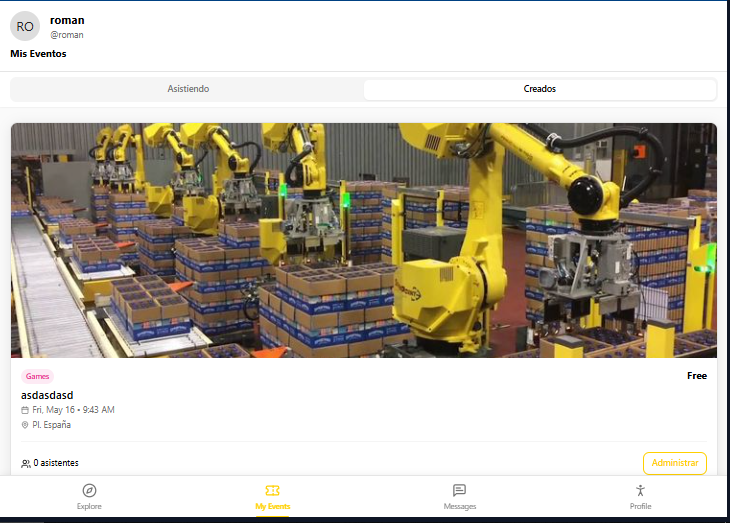 RO
roman
@roman
Mis Eventos
Asistiendo
Creados
Games
Free
asdasdasd
Fri, May 16 • 9:43 AM
Pl. España
0 asistentes
Administrar
Explore
My Events
Messages
Profile